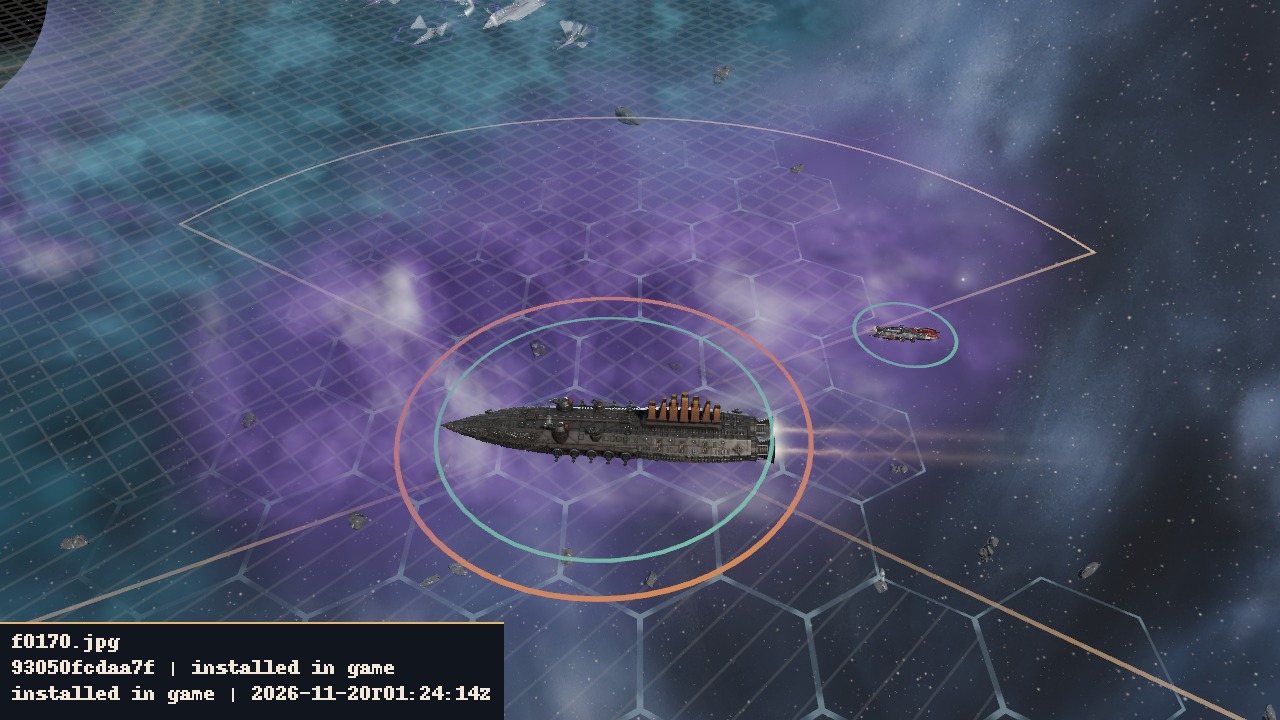 f0170.jpg
93050fcdaa7f | installed in game
installed in game | 2026-11-20T01:24:14Z